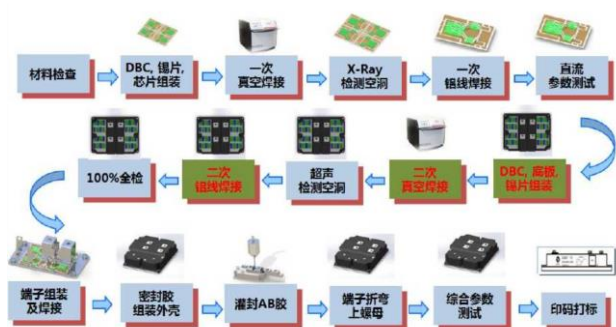 材料检查
DBC, 锡片,
芯片组装
一次
真空焊接
X-Ray
检测空洞
一次
铝线焊接
直流
参数测试
DBC, 底板,
锡片组装
二次
真空焊接
超声
检测空洞
二次
铝线焊接
100%全检
端子组装
及焊接
密封胶
组装外壳
灌封AB胶
端子折弯
上螺母
综合参数
测试
印码打标